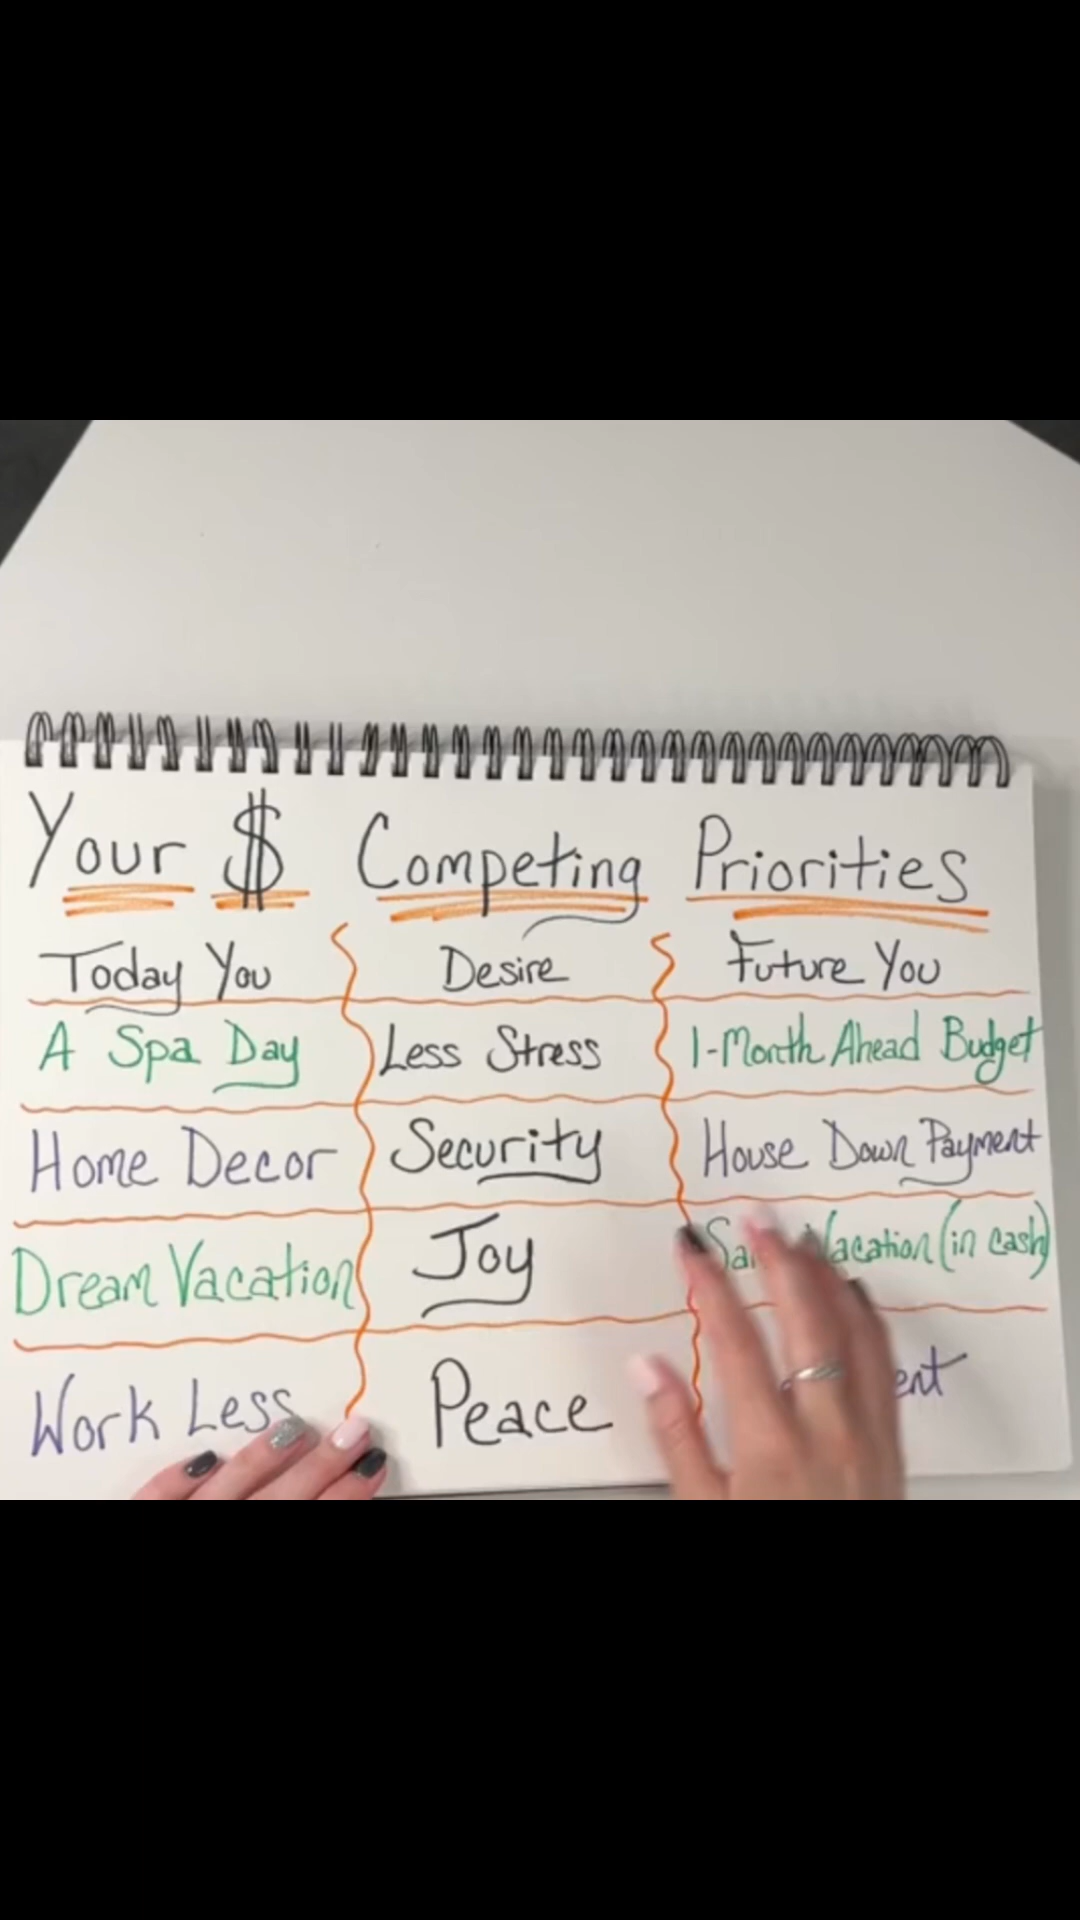 Your $ Competing Priorities
Today You Desire Future You
A Spa Day Less Stress 1-Month Ahead Budget
Home Decor Security House Down Payment
Dream Vacation Joy Vacation (in cash)
Work Less Peace